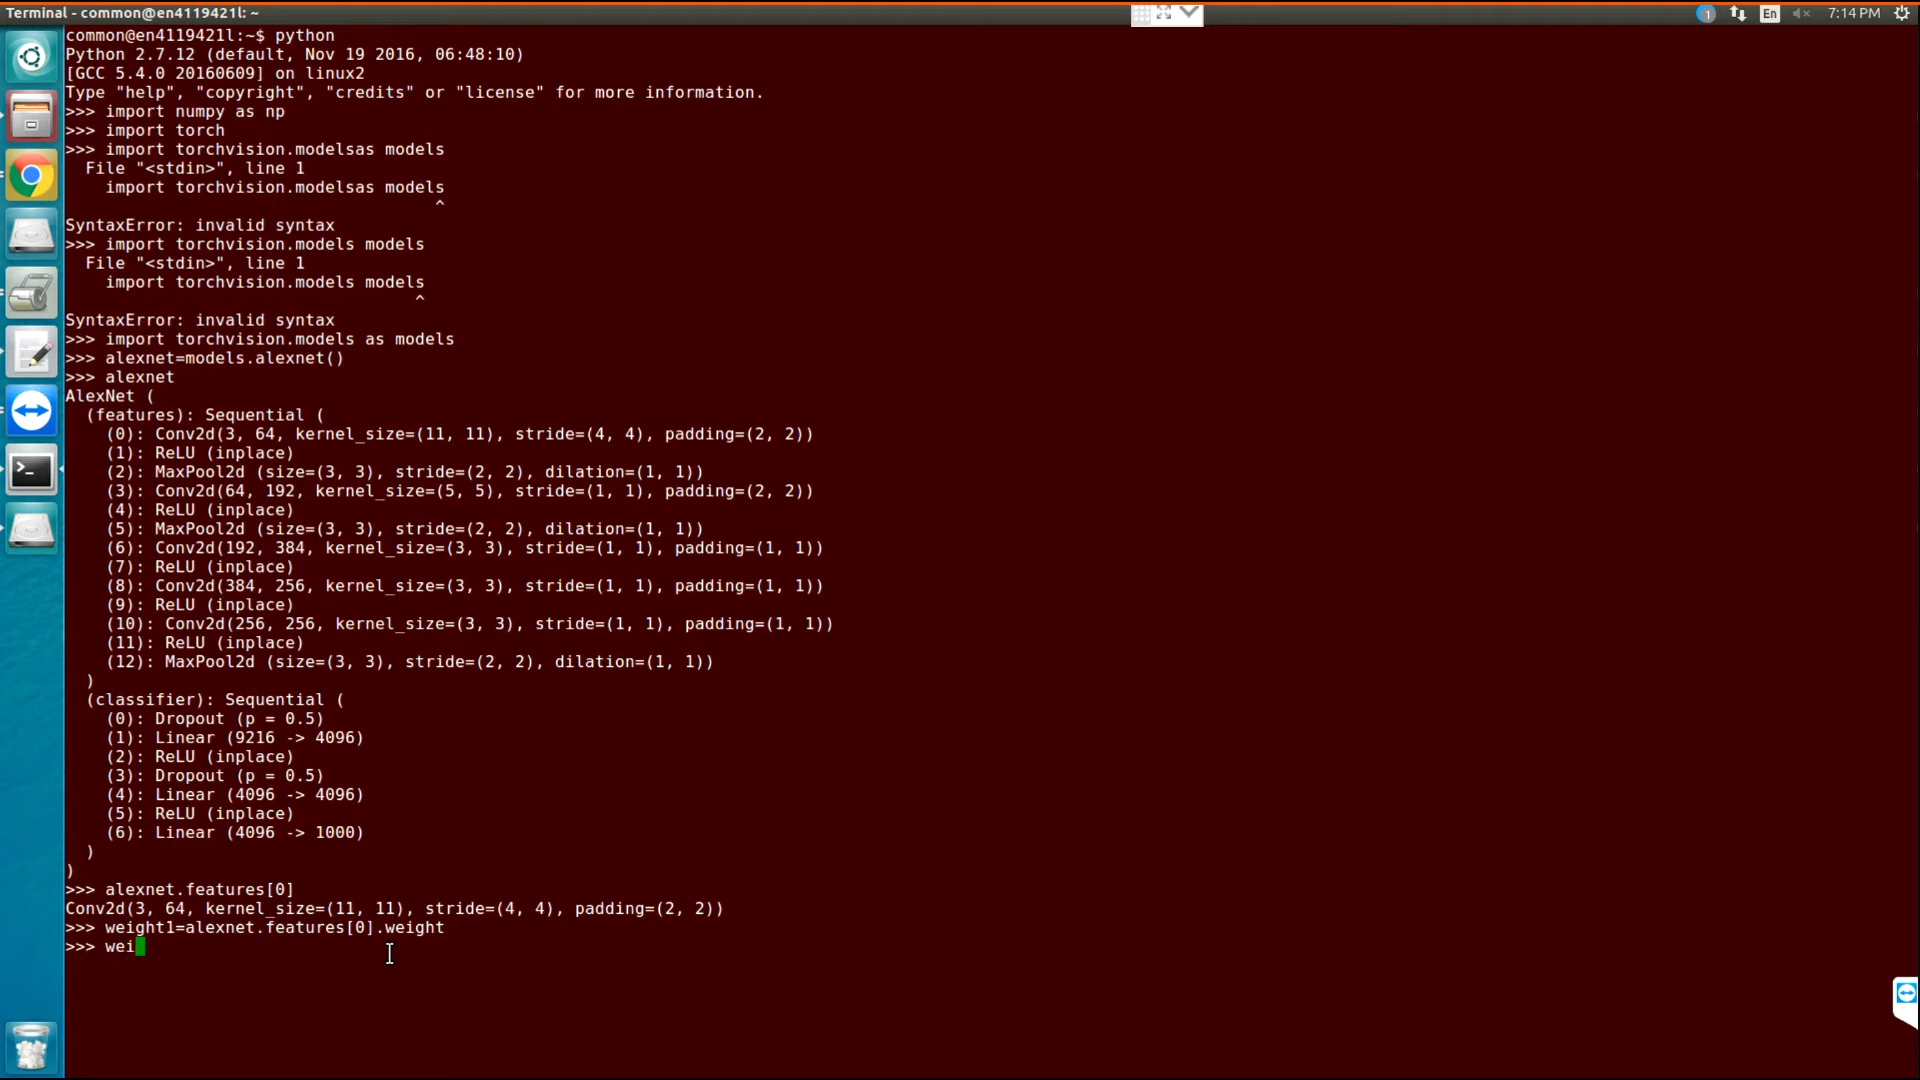 Terminal - common@en4119421l: ~
1 En 7:14 PM
common@en4119421l:~$ python
Python 2.7.12 (default, Nov 19 2016, 06:48:10)
[GCC 5.4.0 20160609] on linux2
Type "help", "copyright", "credits" or "license" for more information.
>>> import numpy as np
>>> import torch
>>> import torchvision.modelsas models
  File "<stdin>", line 1
    import torchvision.modelsas models
                                     ^
SyntaxError: invalid syntax
>>> import torchvision.models models
  File "<stdin>", line 1
    import torchvision.models models
                                   ^
SyntaxError: invalid syntax
>>> import torchvision.models as models
>>> alexnet=models.alexnet()
>>> alexnet
AlexNet (
  (features): Sequential (
    (0): Conv2d(3, 64, kernel_size=(11, 11), stride=(4, 4), padding=(2, 2))
    (1): ReLU (inplace)
    (2): MaxPool2d (size=(3, 3), stride=(2, 2), dilation=(1, 1))
    (3): Conv2d(64, 192, kernel_size=(5, 5), stride=(1, 1), padding=(2, 2))
    (4): ReLU (inplace)
    (5): MaxPool2d (size=(3, 3), stride=(2, 2), dilation=(1, 1))
    (6): Conv2d(192, 384, kernel_size=(3, 3), stride=(1, 1), padding=(1, 1))
    (7): ReLU (inplace)
    (8): Conv2d(384, 256, kernel_size=(3, 3), stride=(1, 1), padding=(1, 1))
    (9): ReLU (inplace)
    (10): Conv2d(256, 256, kernel_size=(3, 3), stride=(1, 1), padding=(1, 1))
    (11): ReLU (inplace)
    (12): MaxPool2d (size=(3, 3), stride=(2, 2), dilation=(1, 1))
  )
  (classifier): Sequential (
    (0): Dropout (p = 0.5)
    (1): Linear (9216 -> 4096)
    (2): ReLU (inplace)
    (3): Dropout (p = 0.5)
    (4): Linear (4096 -> 4096)
    (5): ReLU (inplace)
    (6): Linear (4096 -> 1000)
  )
)
>>> alexnet.features[0]
Conv2d(3, 64, kernel_size=(11, 11), stride=(4, 4), padding=(2, 2))
>>> weight1=alexnet.features[0].weight
>>> wei